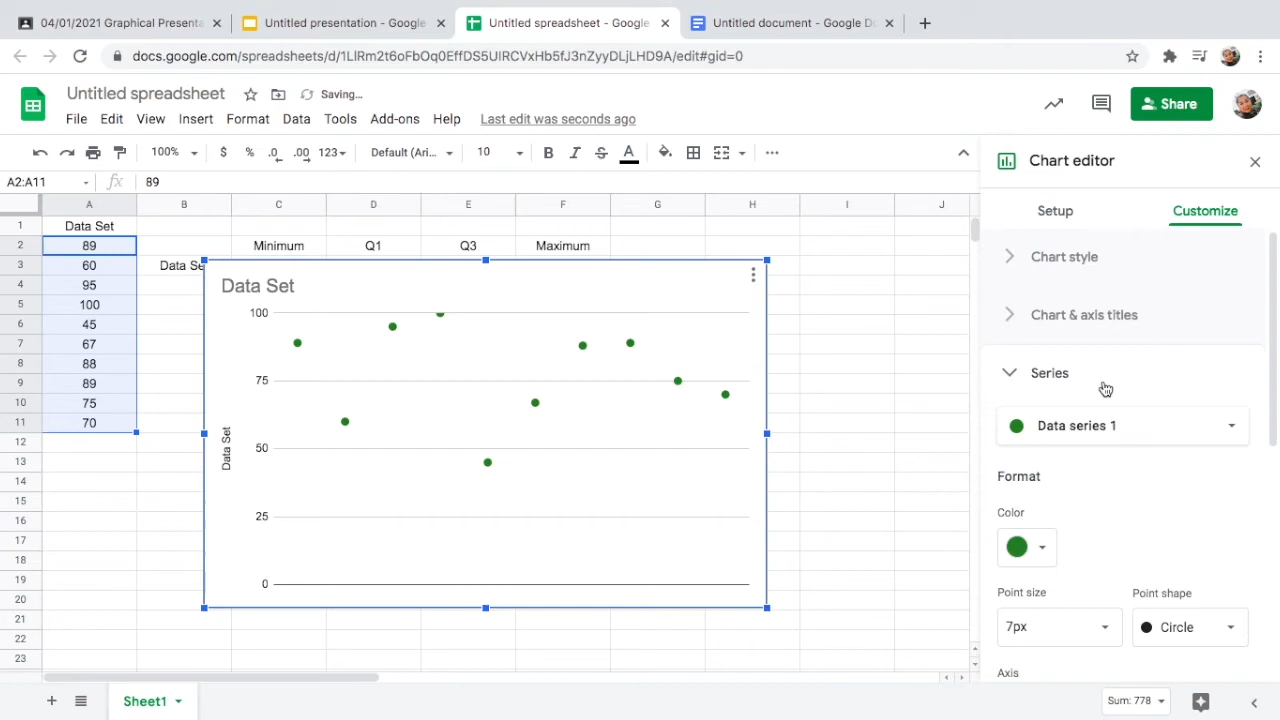 04/01/2021 Graphical Presenta
Untitled presentation - Google
Untitled spreadsheet - Google
Untitled document - Google Do
docs.google.com/spreadsheets/d/1LlRm2t6oFbOq0EffDS5UIRCVxHb5fJ3nZyyDLjLHD9A/edit#gid=0
Untitled spreadsheet
Saving...
Share
File Edit View Insert Format Data Tools Add-ons Help Last edit was seconds ago
100% $ % .0 .00 123 Default (Ari... 10 B I S A
A2:A11 fx 89
A B C D E F G H I J
1 Data Set
2 89 Minimum Q1 Q3 Maximum
3 60 Data Se
4 95
5 100
6 45
7 67
8 88
9 89
10 75
11 70
12
13
14
15
16
17
18
19
20
21
22
23
Data Set
100
75
50
25
0
Data Set
Chart editor
Setup Customize
Chart style
Chart & axis titles
Series
Data series 1
Format
Color
Point size Point shape
7px Circle
Axis
Sheet1
Sum: 778